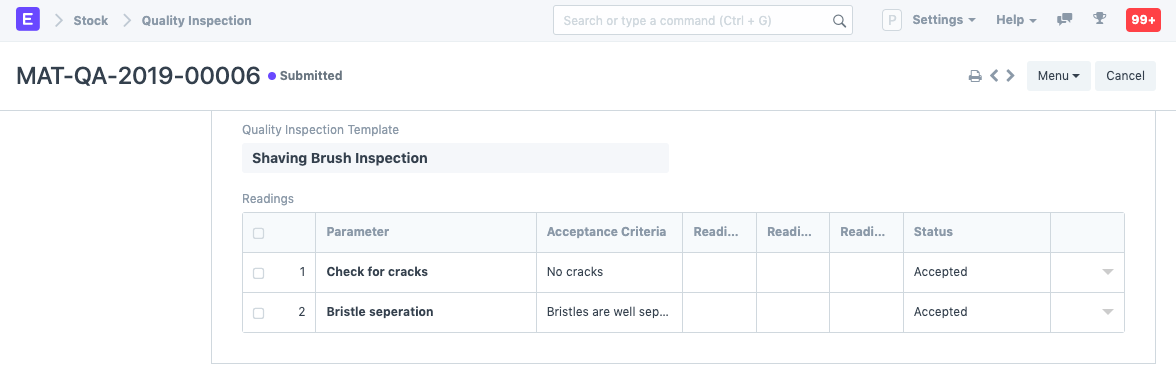 E Stock Quality Inspection Search or type a command (Ctrl + G) P Settings Help 99+
MAT-QA-2019-00006 Submitted Menu Cancel
Quality Inspection Template
Shaving Brush Inspection
Readings
Parameter Acceptance Criteria Readi... Readi... Readi... Status
1 Check for cracks No cracks Accepted
2 Bristle seperation Bristles are well sep... Accepted